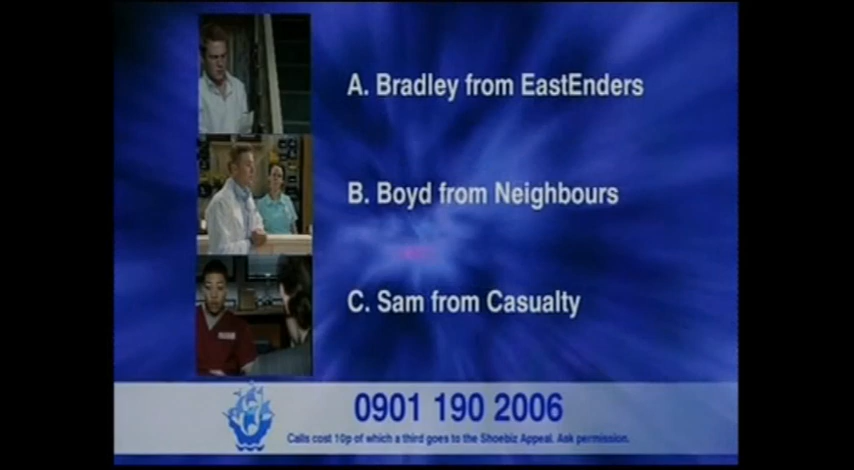 A. Bradley from EastEnders
B. Boyd from Neighbours
C. Sam from Casualty
0901 190 2006
Calls cost 10p of which a third goes to the Shoebiz Appeal. Ask permission.